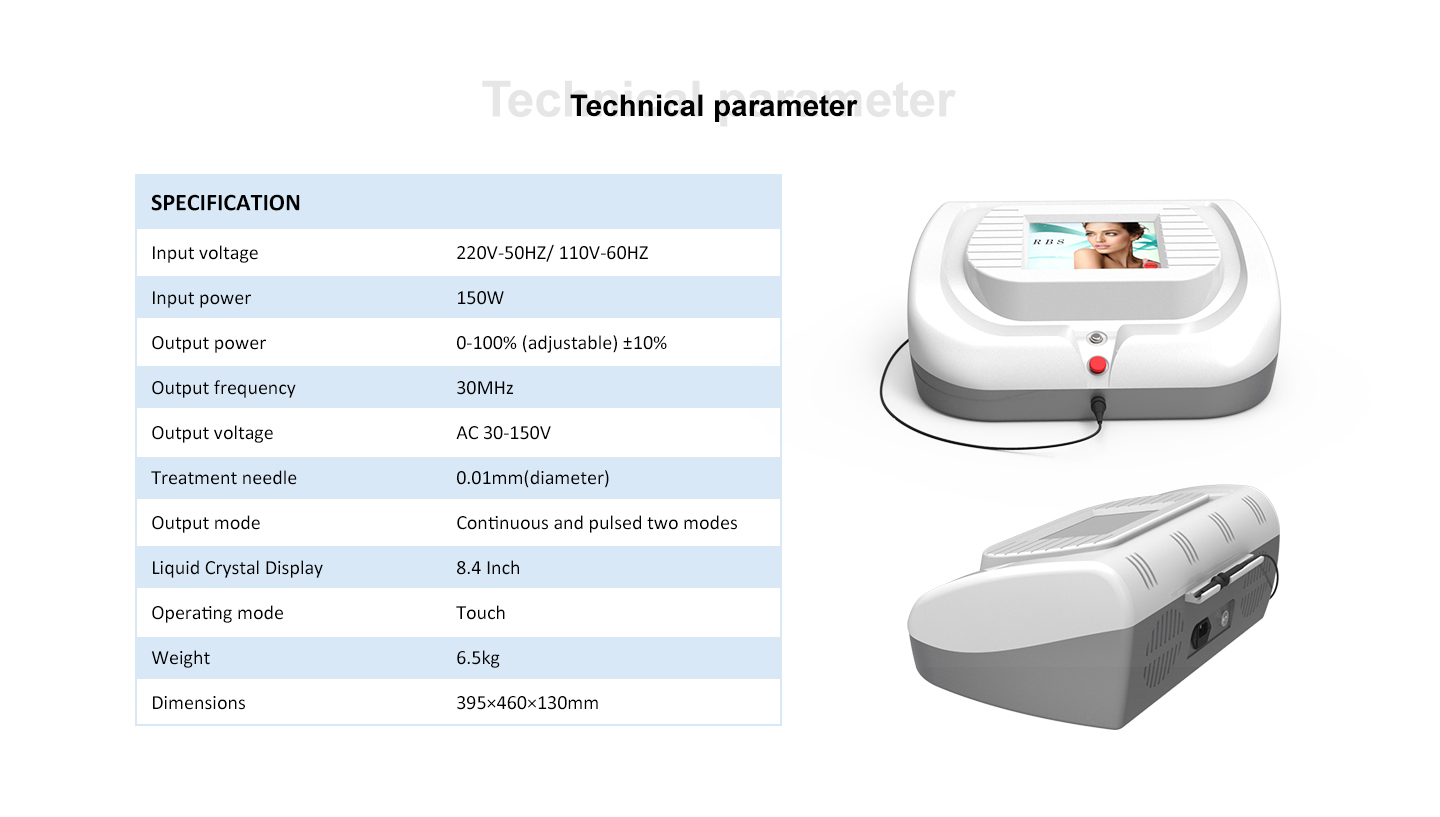 Technical parameter
Technical parameter
SPECIFICATION
Input voltage 220V-50HZ/ 110V-60HZ
Input power 150W
Output power 0-100% (adjustable) ±10%
Output frequency 30MHz
Output voltage AC 30-150V
Treatment needle 0.01mm(diameter)
Output mode Continuous and pulsed two modes
Liquid Crystal Display 8.4 Inch
Operating mode Touch
Weight 6.5kg
Dimensions 395×460×130mm
RBS